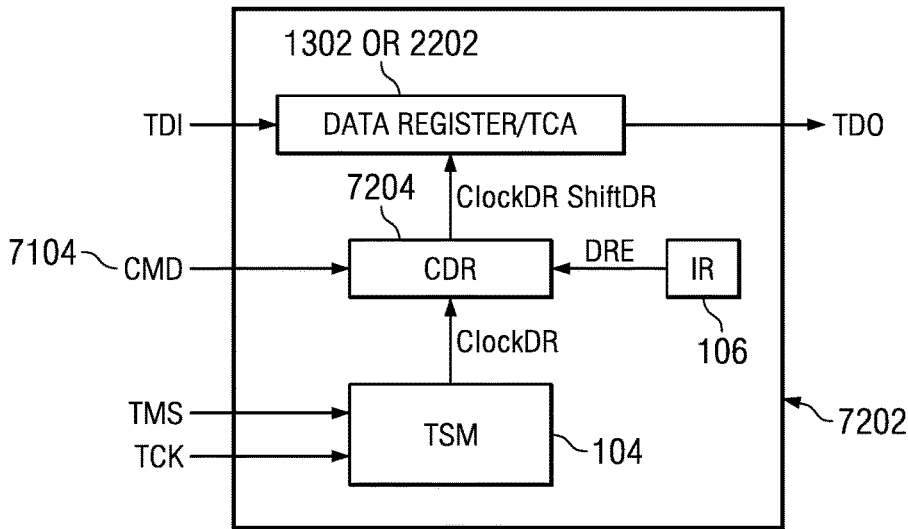 1302 OR 2202
TDI
DATA REGISTER/TCA
TDO
7204
ClockDR ShiftDR
7104
CMD
CDR
DRE
IR
106
ClockDR
TMS
TCK
TSM
104
7202